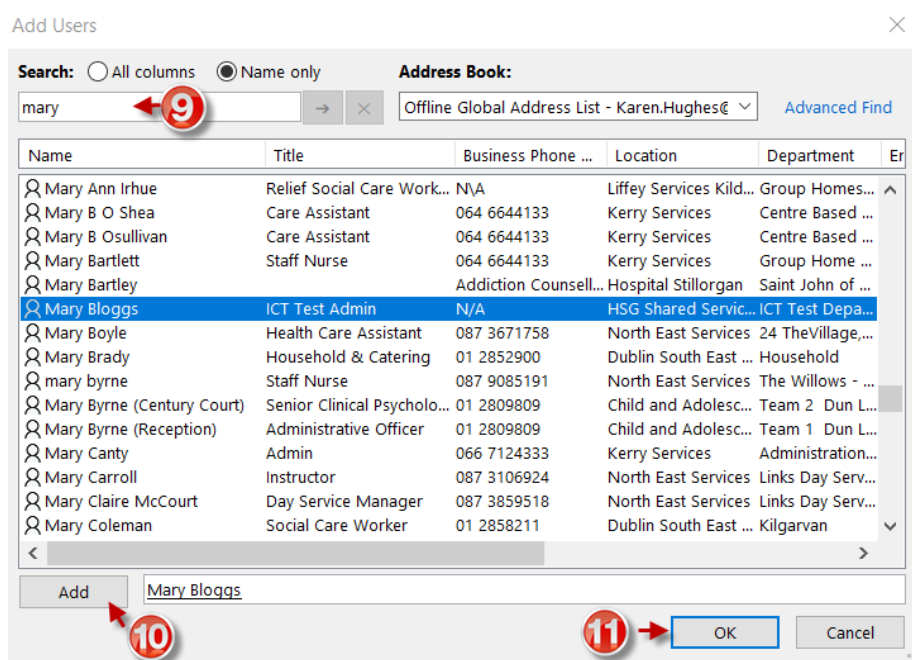 Add Users
Search: All columns Name only Address Book:
mary 9 Offline Global Address List - Karen.Hughes@ Advanced Find
Name Title Business Phone ... Location Department Er
Mary Ann Irhue Relief Social Care Work... N\A Liffey Services Kild... Group Homes...
Mary B O Shea Care Assistant 064 6644133 Kerry Services Centre Based ...
Mary B Osullivan Care Assistant 064 6644133 Kerry Services Centre Based ...
Mary Bartlett Staff Nurse 064 6644133 Kerry Services Group Home ...
Mary Bartley Addiction Counsell... Hospital Stillorgan Saint John of ...
Mary Bloggs ICT Test Admin N/A HSG Shared Servic... ICT Test Depa...
Mary Boyle Health Care Assistant 087 3671758 North East Services 24 TheVillage,...
Mary Brady Household & Catering 01 2852900 Dublin South East ... Household
mary byrne Staff Nurse 087 9085191 North East Services The Willows - ...
Mary Byrne (Century Court) Senior Clinical Psycholo... 01 2809809 Child and Adolesc... Team 2 Dun L...
Mary Byrne (Reception) Administrative Officer 01 2809809 Child and Adolesc... Team 1 Dun L...
Mary Canty Admin 066 7124333 Kerry Services Administration...
Mary Carroll Instructor 087 3106924 North East Services Links Day Serv...
Mary Claire McCourt Day Service Manager 087 3859518 North East Services Links Day Serv...
Mary Coleman Social Care Worker 01 2858211 Dublin South East ... Kilgarvan
Add Mary Bloggs
10 11 OK Cancel